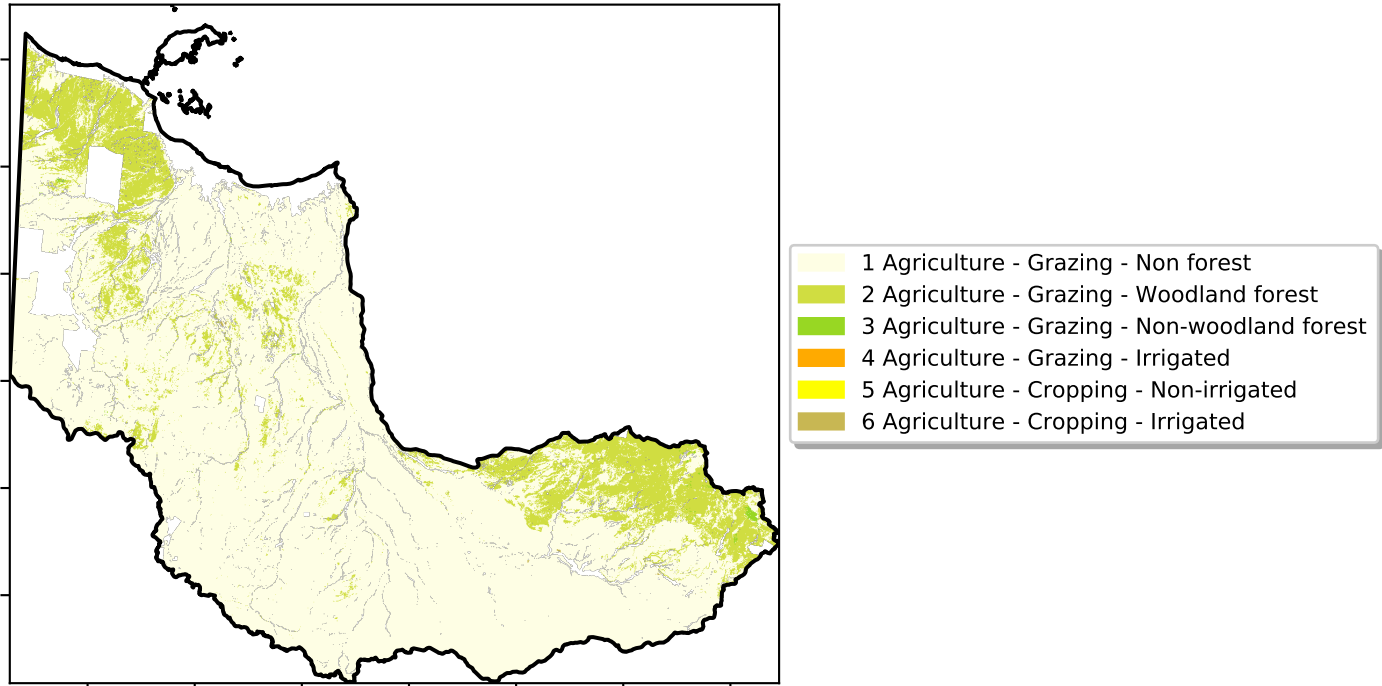 1 Agriculture - Grazing - Non forest
2 Agriculture - Grazing - Woodland forest
3 Agriculture - Grazing - Non-woodland forest
4 Agriculture - Grazing - Irrigated
5 Agriculture - Cropping - Non-irrigated
6 Agriculture - Cropping - Irrigated